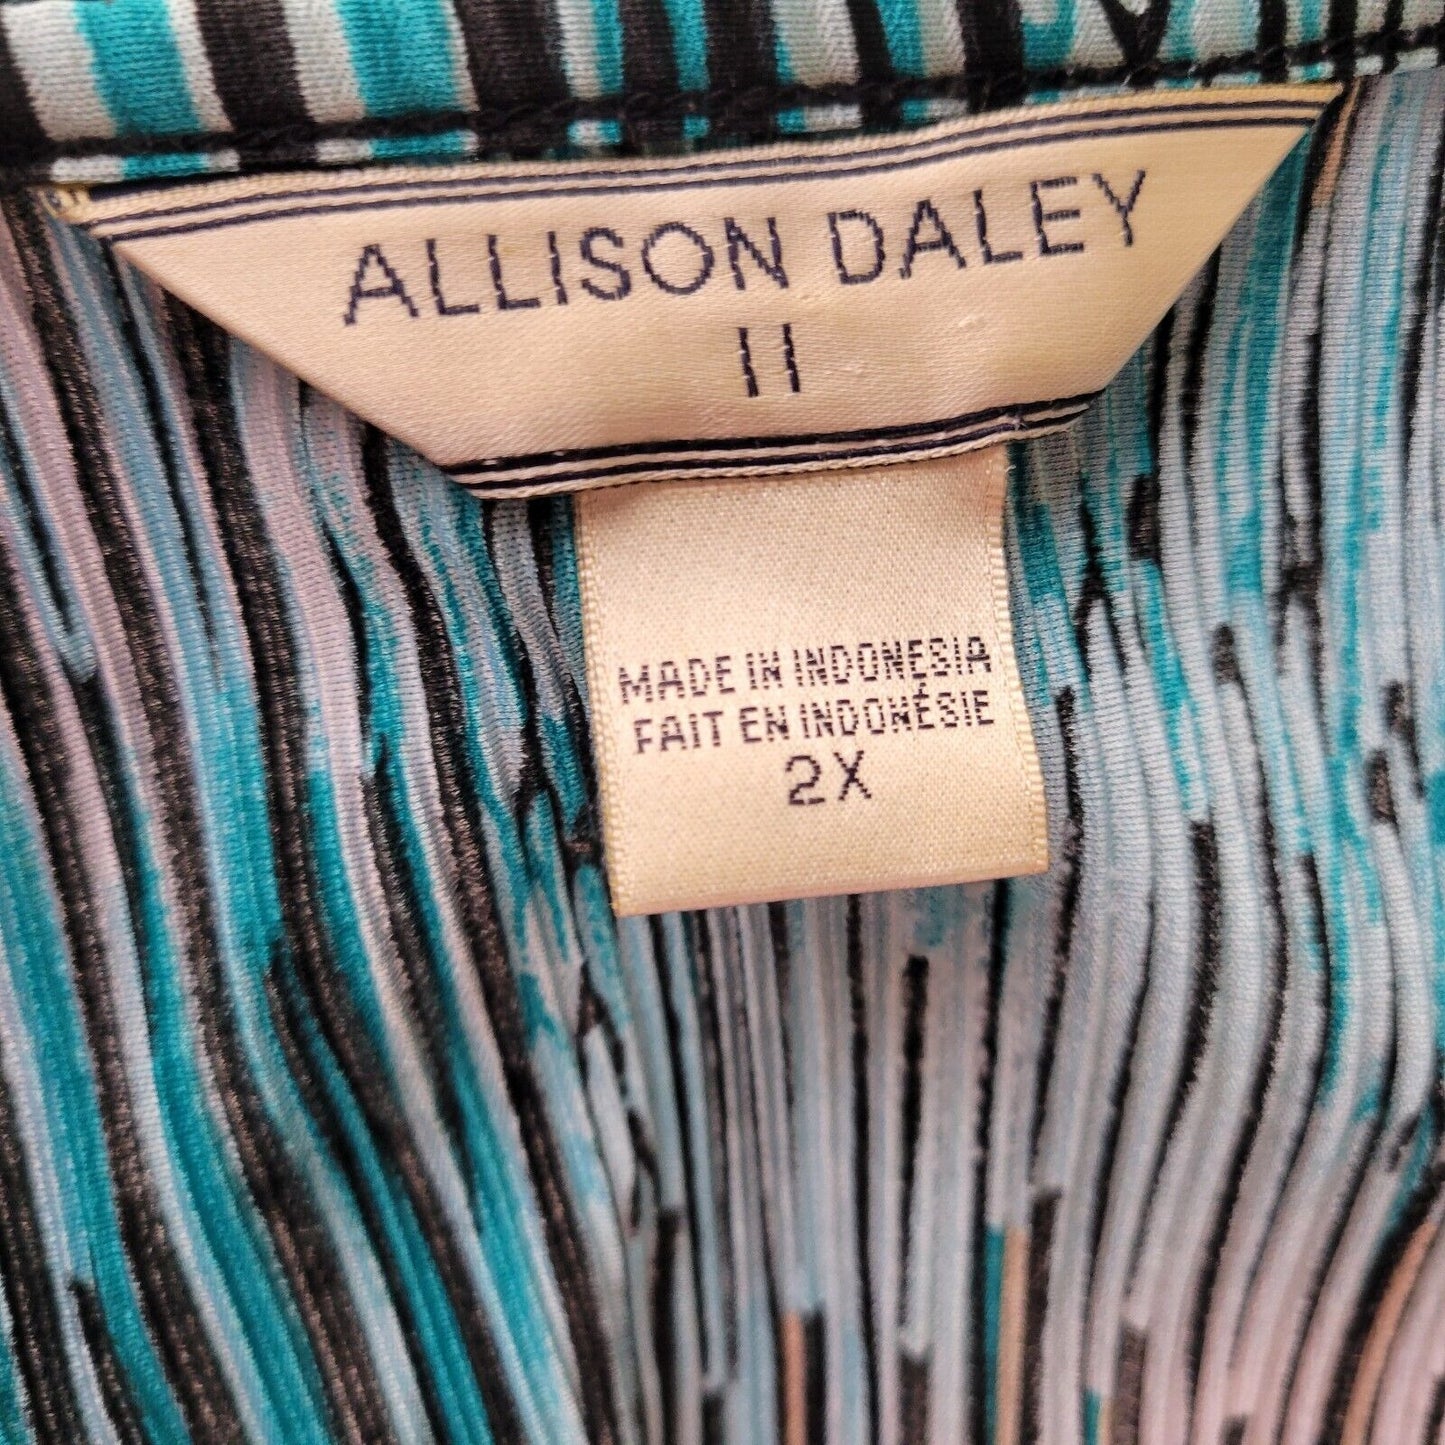 ALLISON DALEY
II
MADE IN INDONESIA
FAIT EN INDONÉSIE
2X